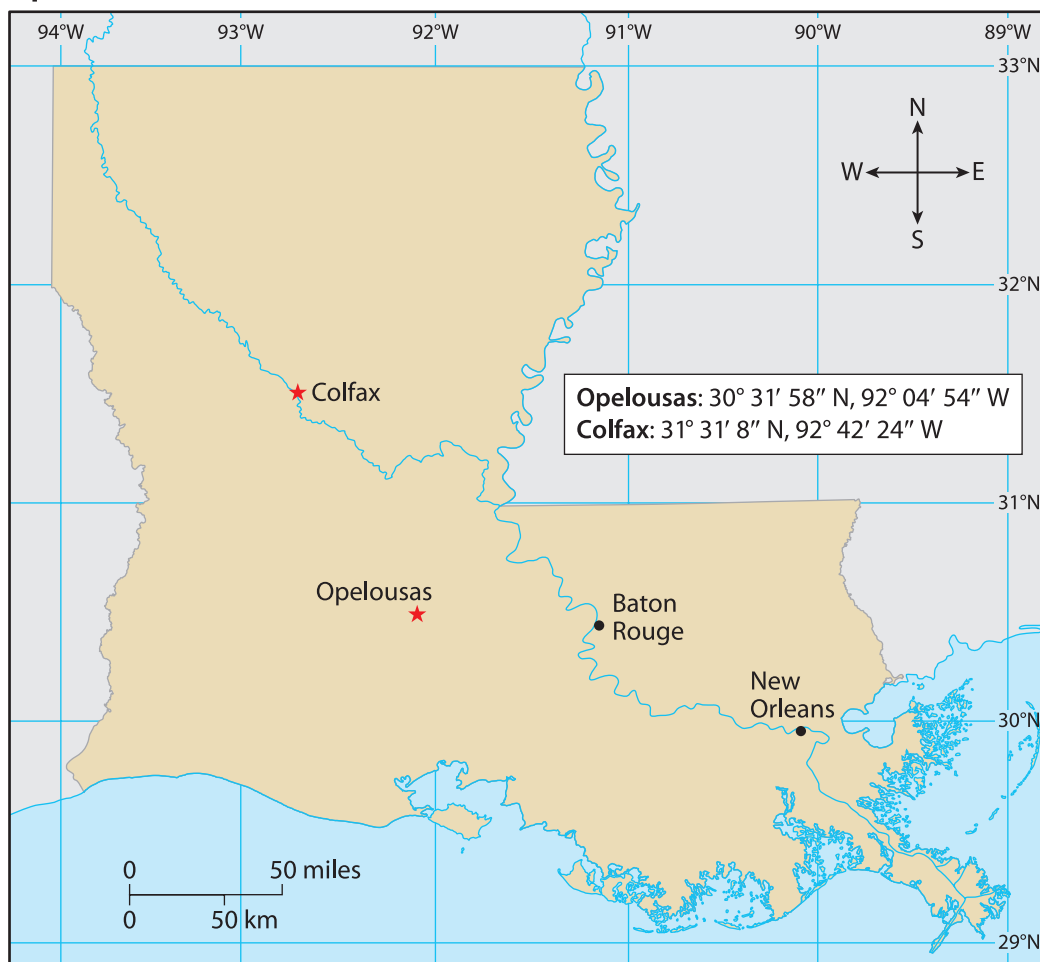 94°W 93°W 92°W 91°W 90°W 89°W
33°N
N
W E
S
32°N
Colfax
Opelousas: 30° 31′ 58″ N, 92° 04′ 54″ W
Colfax: 31° 31′ 8″ N, 92° 42′ 24″ W
31°N
Opelousas
Baton
Rouge
New
Orleans
30°N
0 50 miles
0 50 km
29°N